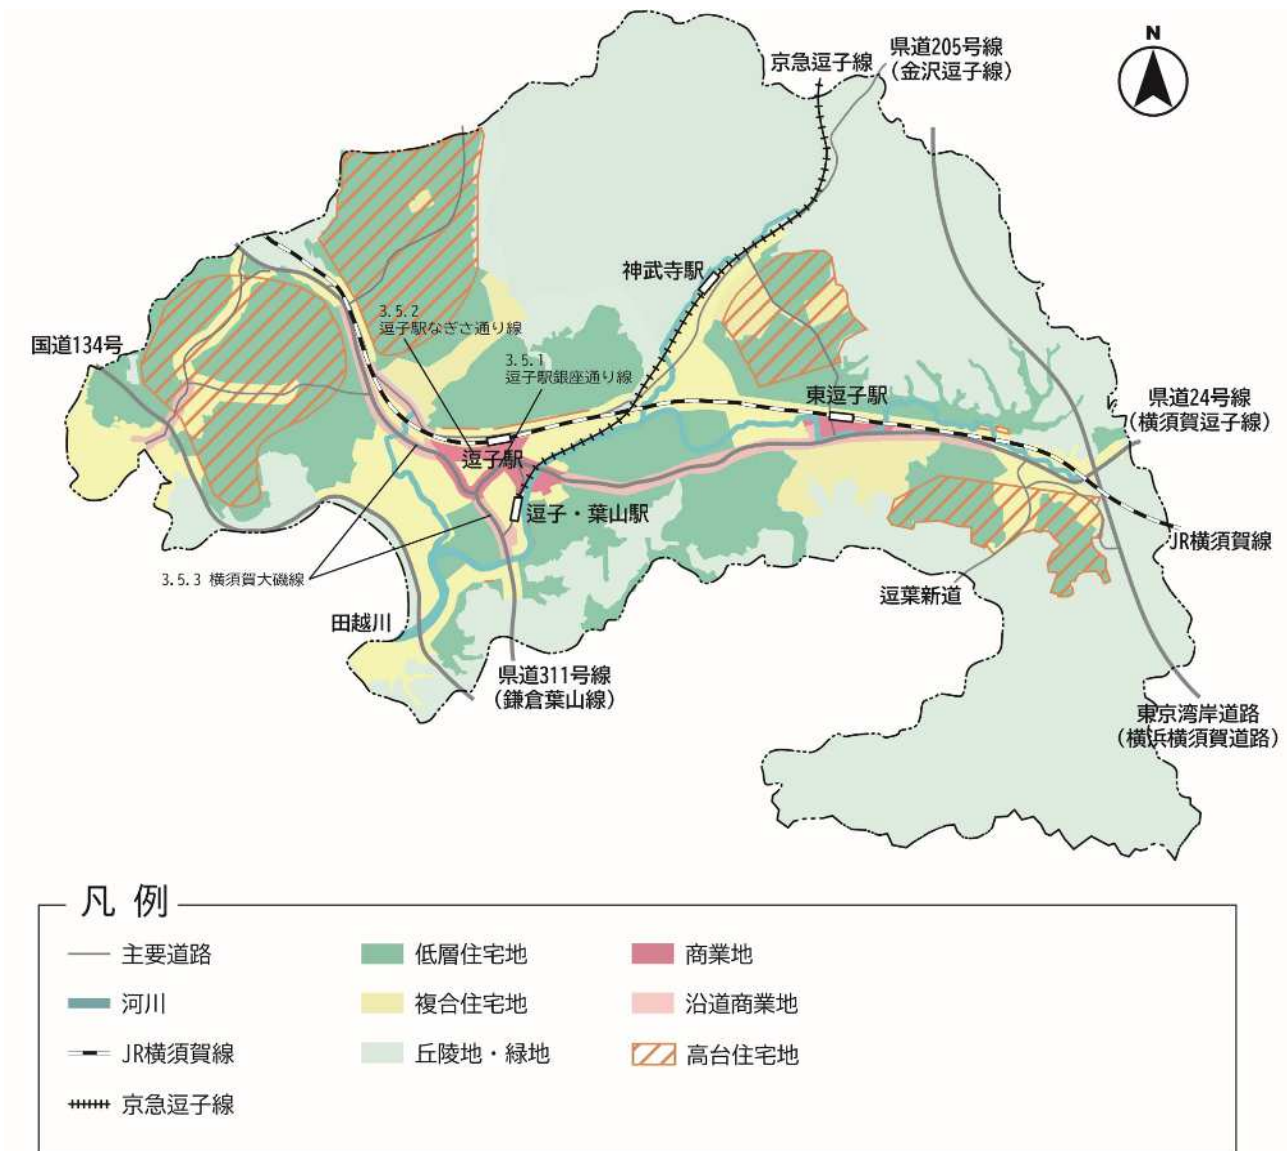 N
京急逗子線
県道205号線
(金沢逗子線)
神武寺駅
3.5.2
逗子駅なぎさ通り線
国道134号
3.5.1
逗子駅銀座通り線
東逗子駅
県道24号線
(横須賀逗子線)
逗子駅
逗子・葉山駅
JR横須賀線
3.5.3 横須賀大磯線
逗葉新道
田越川
県道311号線
(鎌倉葉山線)
東京湾岸道路
(横浜横須賀道路)
凡例
主要道路
低層住宅地
商業地
河川
複合住宅地
沿道商業地
JR横須賀線
丘陵地・緑地
高台住宅地
京急逗子線